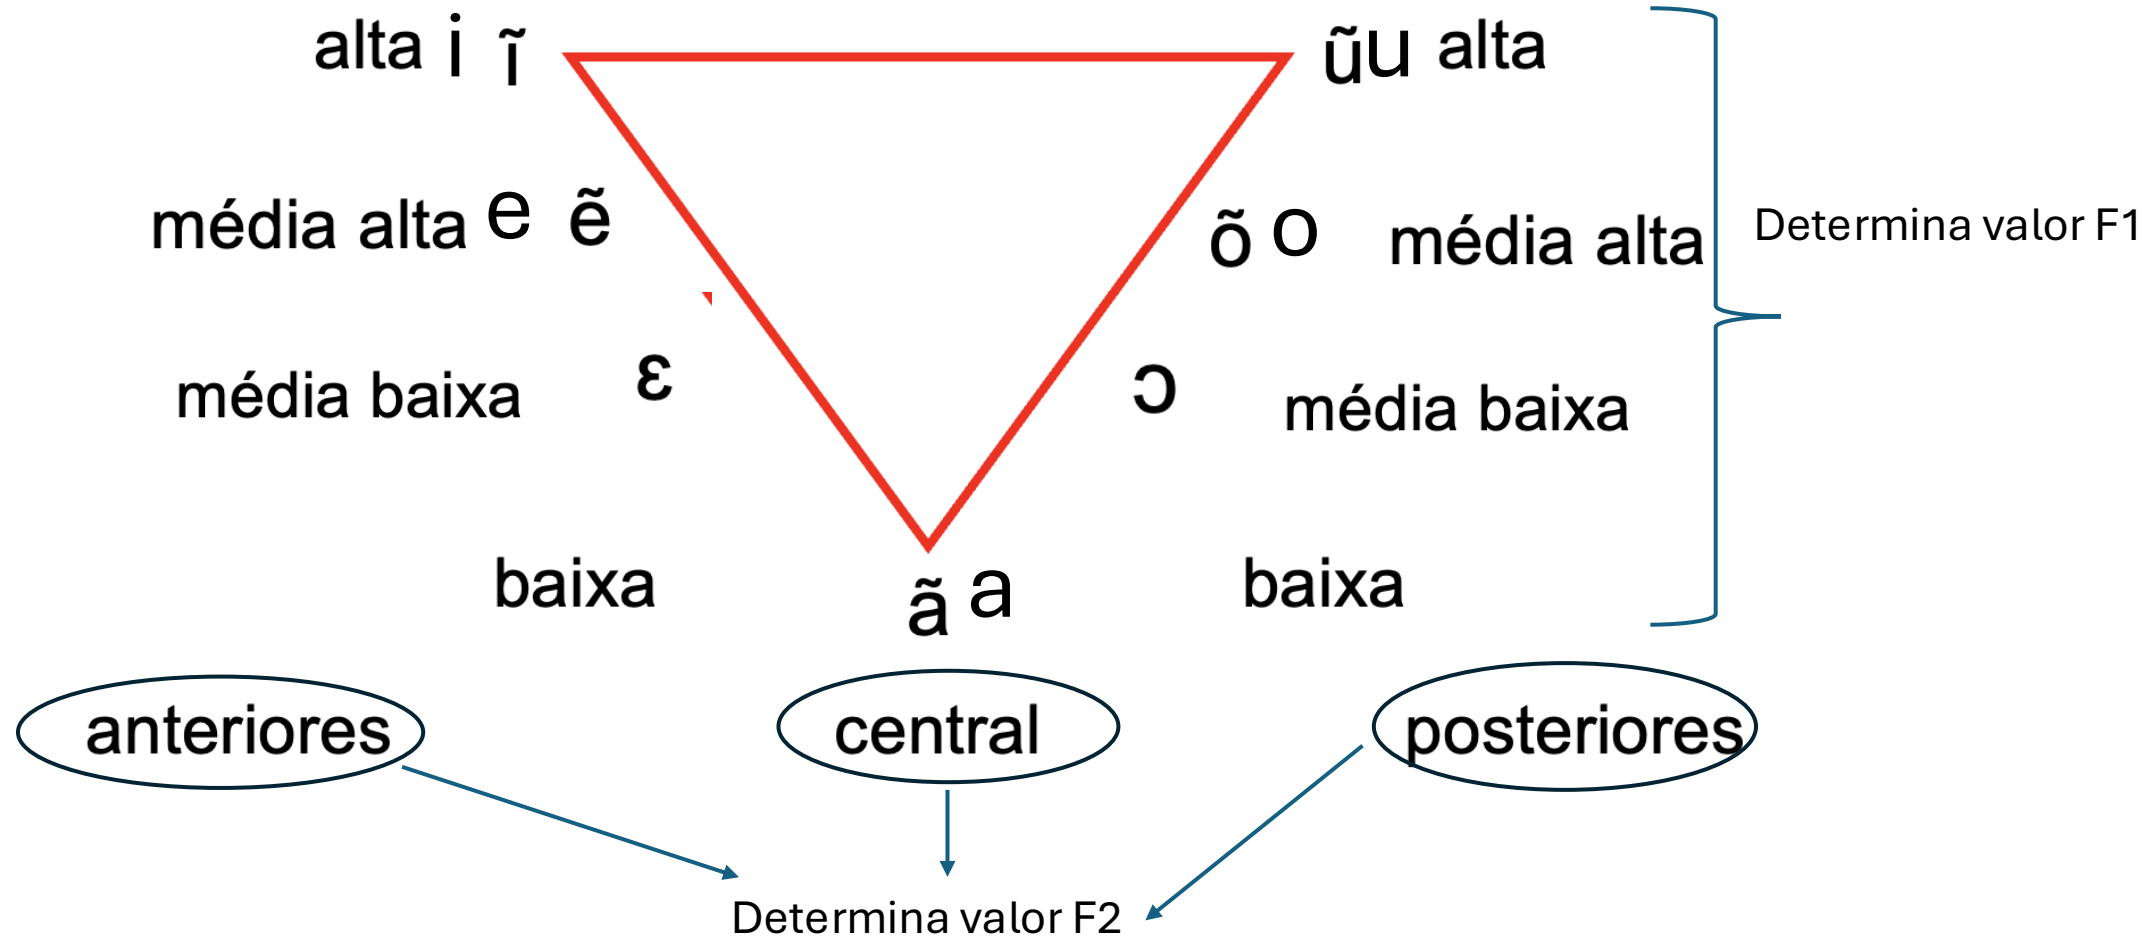 alta i ĩ ũu alta
média alta e ẽ õ o média alta
Determina valor F1
média baixa ɛ ɔ média baixa
baixa ã a baixa
anteriores central posteriores
Determina valor F2